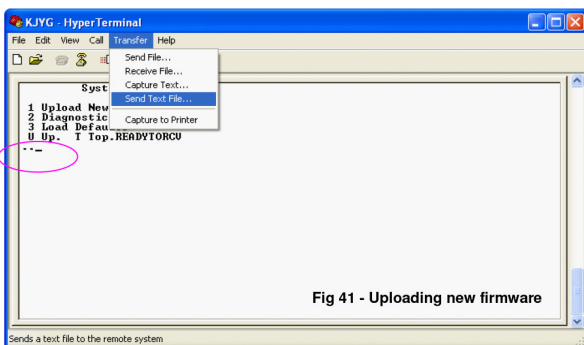 KJYG - HyperTerminal
File Edit View Call Transfer Help
Send File...
Receive File...
Capture Text...
Send Text File...
Capture to Printer
Syst
1 Upload New
2 Diagnostic
3 Load Defau
U Up. T Top.READYTORCV
--_
Fig 41 - Uploading new firmware
Sends a text file to the remote system